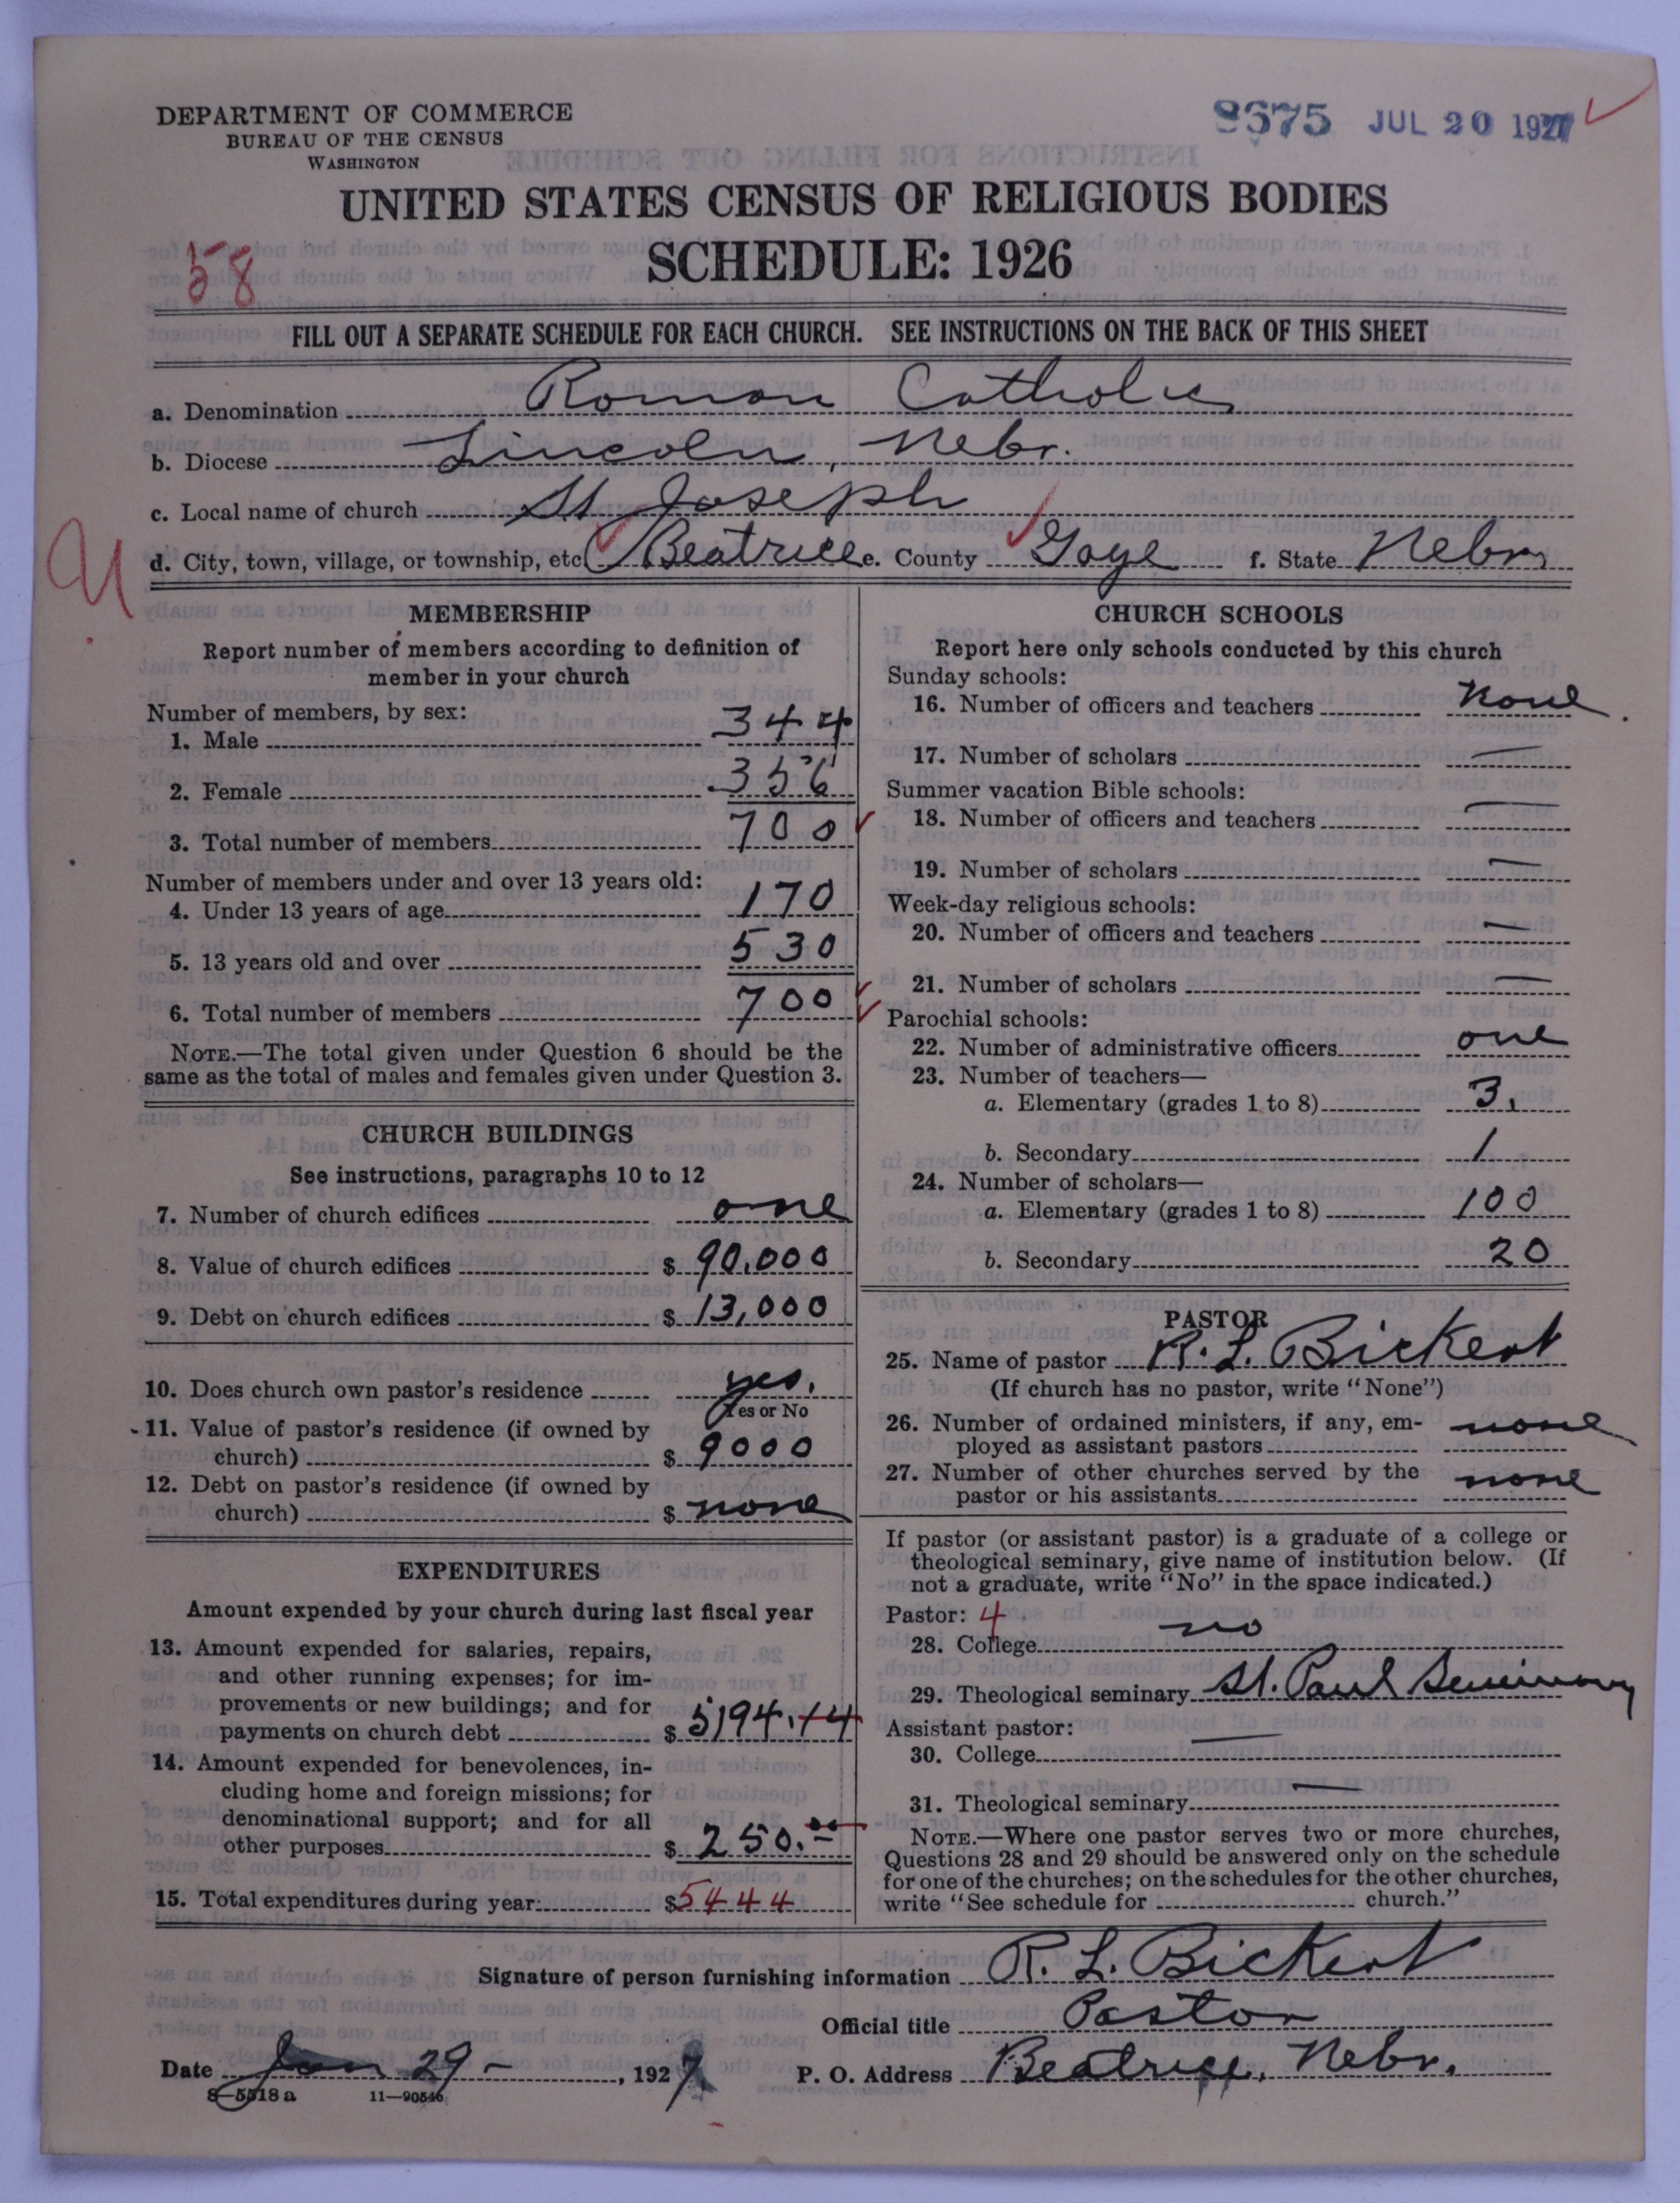 DEPARTMENT OF COMMERCE
BUREAU OF THE CENSUS
WASHINGTON
8675 JUL 20 1927
UNITED STATES CENSUS OF RELIGIOUS BODIES
SCHEDULE: 1926
58
FILL OUT A SEPARATE SCHEDULE FOR EACH CHURCH. SEE INSTRUCTIONS ON THE BACK OF THIS SHEET
a. Denomination Roman Catholic
b. Diocese Lincoln, Nebr.
c. Local name of church St Joseph
d. City, town, village, or township, etc. Beatrice e. County Gage f. State Nebr
MEMBERSHIP
Report number of members according to definition of
member in your church
Number of members, by sex:
1. Male 344
2. Female 356
3. Total number of members 700
Number of members under and over 13 years old:
4. Under 13 years of age 170
5. 13 years old and over 530
6. Total number of members 700
NOTE.—The total given under Question 6 should be the
same as the total of males and females given under Question 3.
CHURCH BUILDINGS
See instructions, paragraphs 10 to 12
7. Number of church edifices one
8. Value of church edifices $ 90,000
9. Debt on church edifices $ 13,000
10. Does church own pastor's residence yes.
Yes or No
11. Value of pastor's residence (if owned by
church) $ 9000
12. Debt on pastor's residence (if owned by
church) $ none
EXPENDITURES
Amount expended by your church during last fiscal year
13. Amount expended for salaries, repairs,
and other running expenses; for im-
provements or new buildings; and for
payments on church debt $ 5194.14
14. Amount expended for benevolences, in-
cluding home and foreign missions; for
denominational support; and for all
other purposes $ 250.00
15. Total expenditures during year: $5444
CHURCH SCHOOLS
Report here only schools conducted by this church
Sunday schools:
16. Number of officers and teachers None.
17. Number of scholars —
Summer vacation Bible schools:
18. Number of officers and teachers —
19. Number of scholars —
Week-day religious schools:
20. Number of officers and teachers —
21. Number of scholars —
Parochial schools:
22. Number of administrative officers one
23. Number of teachers—
a. Elementary (grades 1 to 8) 3.
b. Secondary 1
24. Number of scholars—
a. Elementary (grades 1 to 8) 100
b. Secondary 20
PASTOR
25. Name of pastor R. L. Bickert
(If church has no pastor, write "None")
26. Number of ordained ministers, if any, em-
ployed as assistant pastors none
27. Number of other churches served by the
pastor or his assistants none
If pastor (or assistant pastor) is a graduate of a college or
theological seminary, give name of institution below. (If
not a graduate, write "No" in the space indicated.)
Pastor: 4
28. College no
29. Theological seminary St. Paul Seminary
Assistant pastor:
30. College —
31. Theological seminary —
NOTE.—Where one pastor serves two or more churches,
Questions 28 and 29 should be answered only on the schedule
for one of the churches; on the schedules for the other churches,
write "See schedule for church."
Signature of person furnishing information R. L. Bickert
Official title Pastor
Date Jan 29 - , 1927 P. O. Address Beatrice, Nebr.
8—5518 a 11—90546